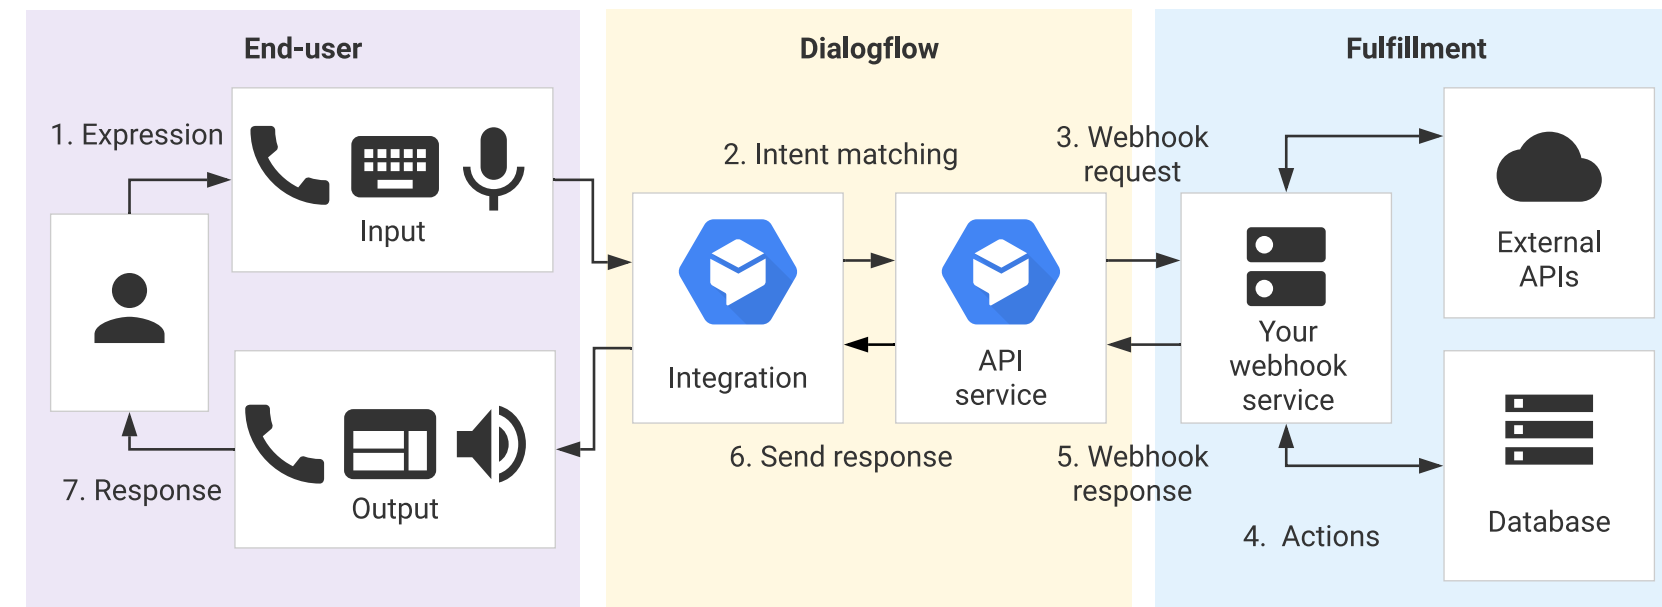 End-user
Dialogflow
Fulfillment
1. Expression
Input
2. Intent matching
3. Webhook
request
External
APIs
Integration
API
service
Your
webhook
service
7. Response
Output
6. Send response
5. Webhook
response
4. Actions
Database